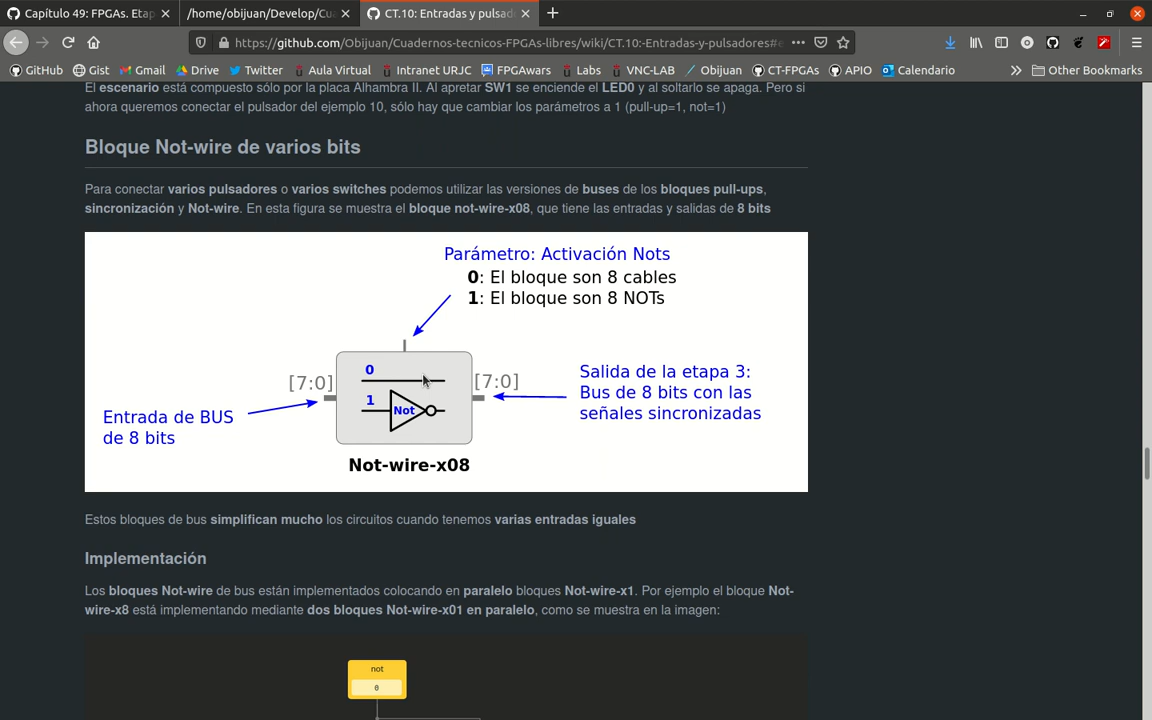 Capítulo 49: FPGAs. Etap
/home/obijuan/Develop/Cua
CT.10: Entradas y pulsado
https://github.com/Obijuan/Cuadernos-tecnicos-FPGAs-libres/wiki/CT.10:-Entradas-y-pulsadores#e
GitHub Gist Gmail Drive Twitter Aula Virtual Intranet URJC FPGAwars Labs VNC-LAB Obijuan CT-FPGAs APIO Calendario Other Bookmarks
El escenario está compuesto sólo por la placa Alhambra II. Al apretar SW1 se enciende el LED0 y al soltarlo se apaga. Pero si
ahora queremos conectar el pulsador del ejemplo 10, sólo hay que cambiar los parámetros a 1 (pull-up=1, not=1)
Bloque Not-wire de varios bits
Para conectar varios pulsadores o varios switches podemos utilizar las versiones de buses de los bloques pull-ups,
sincronización y Not-wire. En esta figura se muestra el bloque not-wire-x08, que tiene las entradas y salidas de 8 bits
Parámetro: Activación Nots
0: El bloque son 8 cables
1: El bloque son 8 NOTs
[7:0]
0
1
Not
[7:0]
Entrada de BUS
de 8 bits
Salida de la etapa 3:
Bus de 8 bits con las
señales sincronizadas
Not-wire-x08
Estos bloques de bus simplifican mucho los circuitos cuando tenemos varias entradas iguales
Implementación
Los bloques Not-wire de bus están implementados colocando en paralelo bloques Not-wire-x1. Por ejemplo el bloque Not-
wire-x8 está implementando mediante dos bloques Not-wire-x01 en paralelo, como se muestra en la imagen:
not
0